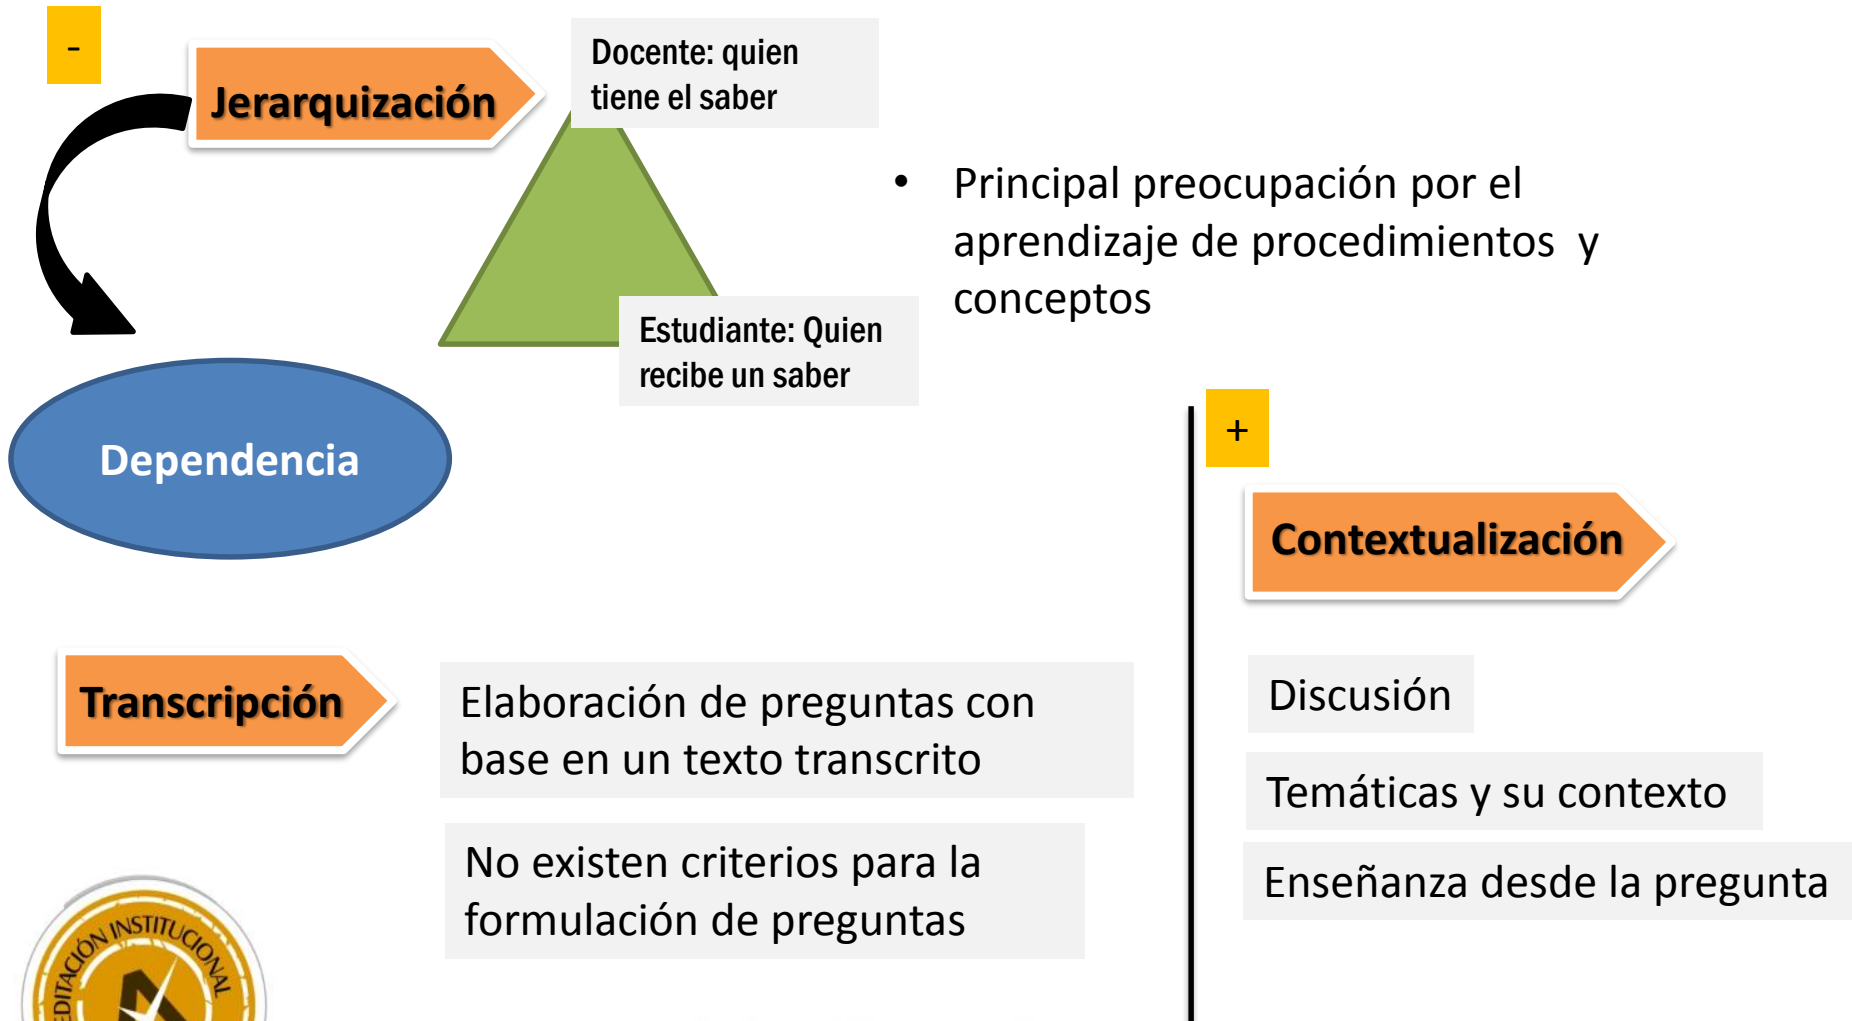 -
Jerarquización
Docente: quien
tiene el saber
• Principal preocupación por el
aprendizaje de procedimientos y
conceptos
Estudiante: Quien
recibe un saber
Dependencia
Transcripción
Elaboración de preguntas con
base en un texto transcrito
No existen criterios para la
formulación de preguntas
+
Contextualización
Discusión
Temáticas y su contexto
Enseñanza desde la pregunta
INSTITUCIONAL